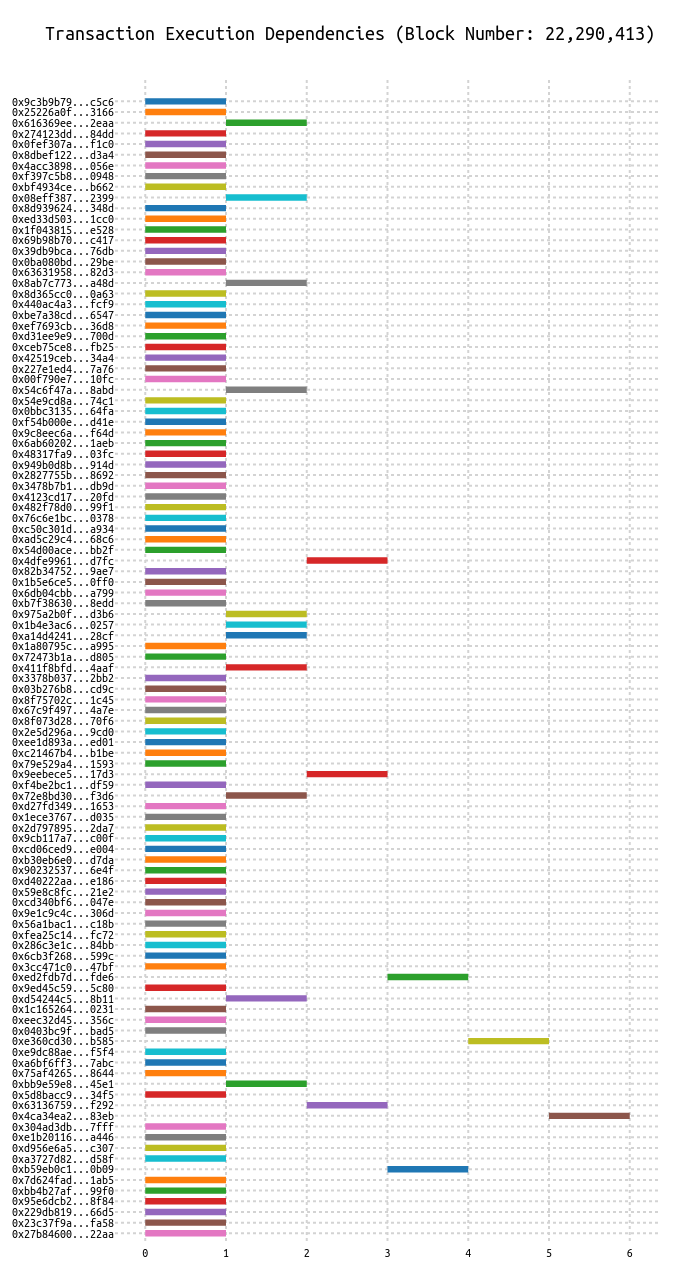 Transaction Execution Dependencies (Block Number: 22,290,413)
0x9c3b9b79...c5c6
0x25226a0f...3166
0x616369ee...2eaa
0x274123dd...84dd
0x0fef307a...f1c0
0x8dbef122...d3a4
0x4acc3898...056e
0xf397c5b8...0948
0xbf4934ce...b662
0x08eff387...2399
0x8d939624...348d
0xed33d503...1cc0
0x1f043815...e528
0x69b98b70...c417
0x39db9bca...76db
0x0ba080bd...29be
0x63631958...82d3
0x8ab7c773...a48d
0x8d365cc0...0a63
0x440ac4a3...fcf9
0xbe7a38cd...6547
0xef7693cb...36d8
0xd31ee9e9...700d
0xceb75ce8...fb25
0x42519ceb...34a4
0x227e1ed4...7a76
0x00f790e7...10fc
0x54c6f47a...8abd
0x54e9cd8a...74c1
0x0bbc3135...64fa
0xf54b000e...d41e
0x9c8eec6a...f64d
0x6ab60202...1aeb
0x48317fa9...03fc
0x949b0d8b...914d
0x2827755b...8692
0x3478b7b1...db9d
0x4123cd17...20fd
0x482f78d0...99f1
0x76c6e1bc...0378
0xc50c301d...a934
0xad5c29c4...68c6
0x54d00ace...bb2f
0x4dfe9961...d7fc
0x82b34752...9ae7
0x1b5e6ce5...0ff0
0x6db04cbb...a799
0xb7f38630...8edd
0x975a2b0f...d3b6
0x1b4e3ac6...0257
0xa14d4241...28cf
0x1a80795c...a995
0x72473b1a...d805
0x411f8bfd...4aaf
0x3378b037...2bb2
0x03b276b8...cd9c
0x8f75702c...1c45
0x67c9f497...4a7e
0x8f073d28...70f6
0x2e5d296a...9cd0
0xee1d893a...ed01
0xc21467b4...b1be
0x79e529a4...1593
0x9eebece5...17d3
0xf4be2bc1...df59
0x72e8bd30...f3d6
0xd27fd349...1653
0x1ece3767...d035
0x2d797895...2da7
0x9cb117a7...c00f
0xcd06ced9...e004
0xb30eb6e0...d7da
0x90232537...6e4f
0xd40222aa...e186
0x59e8c8fc...21e2
0xcd340bf6...047e
0x9e1c9c4c...306d
0x56a1bac1...c18b
0xfea25c14...fc72
0x286c3e1c...84bb
0x6cb3f268...599c
0x3cc471c0...47bf
0xed2fdb7d...fde6
0x9ed45c59...5c80
0xd54244c5...8b11
0x1c165264...0231
0xeec32d45...356c
0x0403bc9f...bad5
0xe360cd30...b585
0xe9dc88ae...f5f4
0xa6bf6ff3...7abc
0x75af4265...8644
0xbb9e59e8...45e1
0x5d8bacc9...34f5
0x63136759...f292
0x4ca34ea2...83eb
0x304ad3db...7fff
0xe1b20116...a446
0xd956e6a5...c307
0xa3727d82...d58f
0xb59eb0c1...0b09
0x7d624fad...1ab5
0xbb4b27af...99f0
0x95e6dcb2...8f84
0x229db819...66d5
0x23c37f9a...fa58
0x27b84600...22aa
0 1 2 3 4 5 6